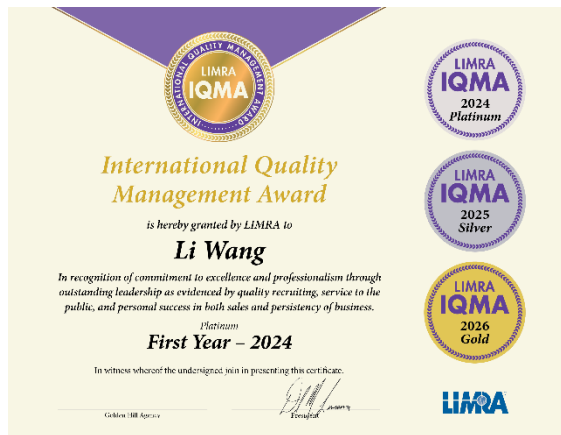 INTERNATIONAL QUALITY MANAGEMENT AWARD
LIMRA
IQMA
International Quality
Management Award
is hereby granted by LIMRA to
Li Wang
In recognition of commitment to excellence and professionalism through
outstanding leadership as evidenced by quality recruiting, service to the
public, and personal success in both sales and persistency of business.
Platinum
First Year – 2024
In witness whereof the undersigned join in presenting this certificate.
Golden Hill Agency
President
LIMRA
IQMA
2024
Platinum
LIMRA
IQMA
2025
Silver
LIMRA
IQMA
2026
Gold
LIMRA